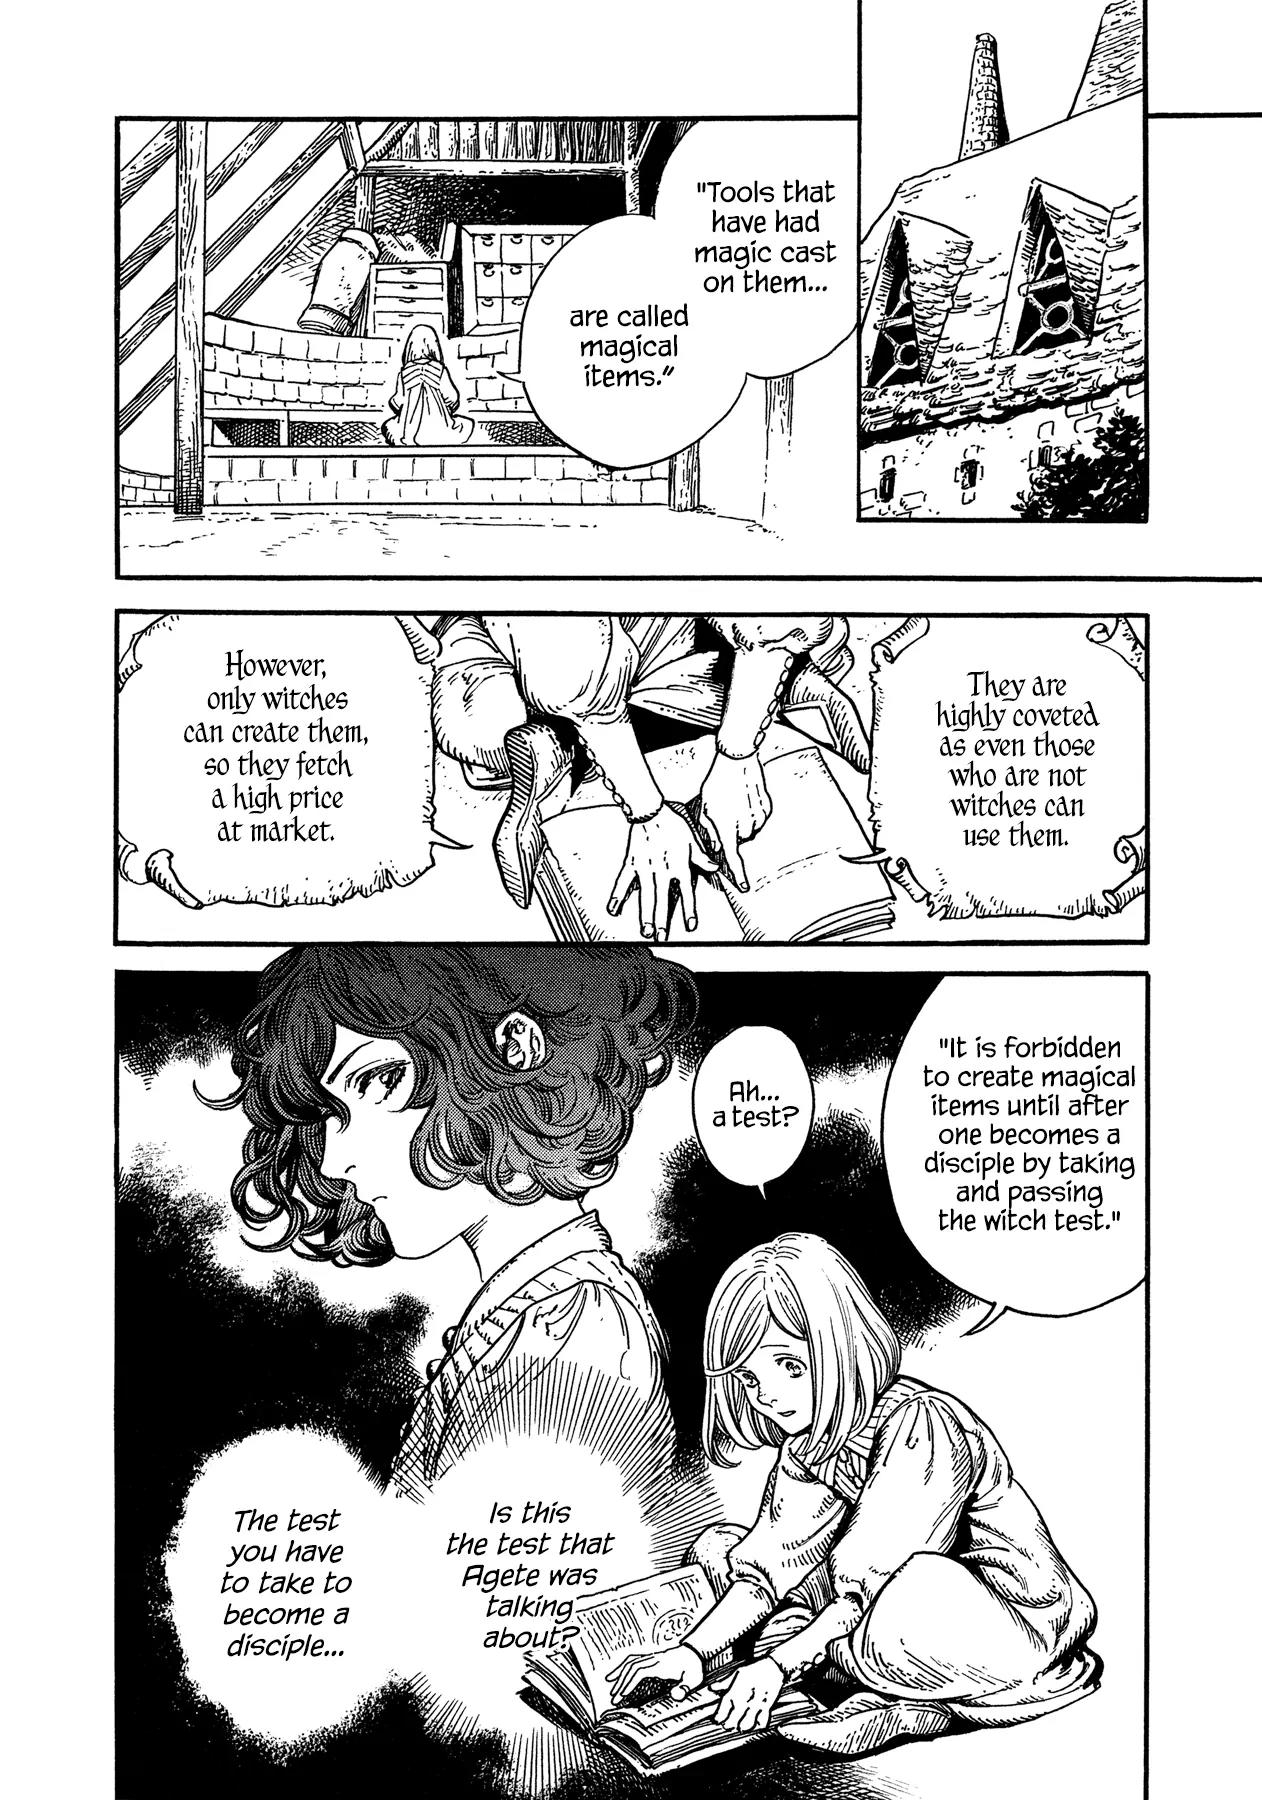 "Tools that
have had
magic cast
on them...
are called
magical
items."
They are
highly coveted
as even those
who are not
witches can
use them.
However,
only witches
can create them,
so they fetch
a high price
at market.
"It is forbidden
to create magical
items until after
one becomes a
disciple by taking
and passing
the witch test."
Ah...
a test?
Is this
the test that
Agete was
talking
about?
The test
you have
to take to
become a
disciple...